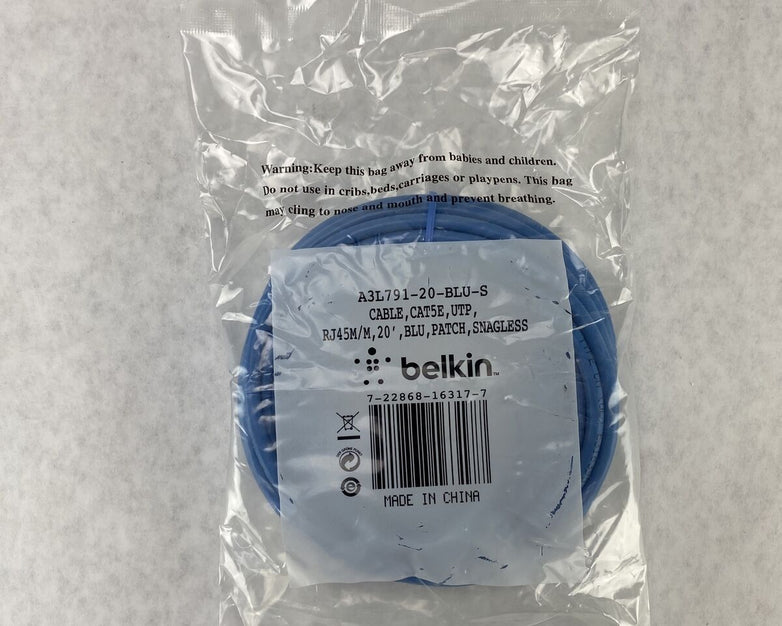 Warning:Keep this bag away from babies and children.
Do not use in cribs,beds,carriages or playpens. This bag
may cling to nose and mouth and prevent breathing.
A3L791-20-BLU-S
CABLE,CAT5E,UTP,
RJ45M/M,20',BLU,PATCH,SNAGLESS
belkin™
7-22868-16317-7
MADE IN CHINA